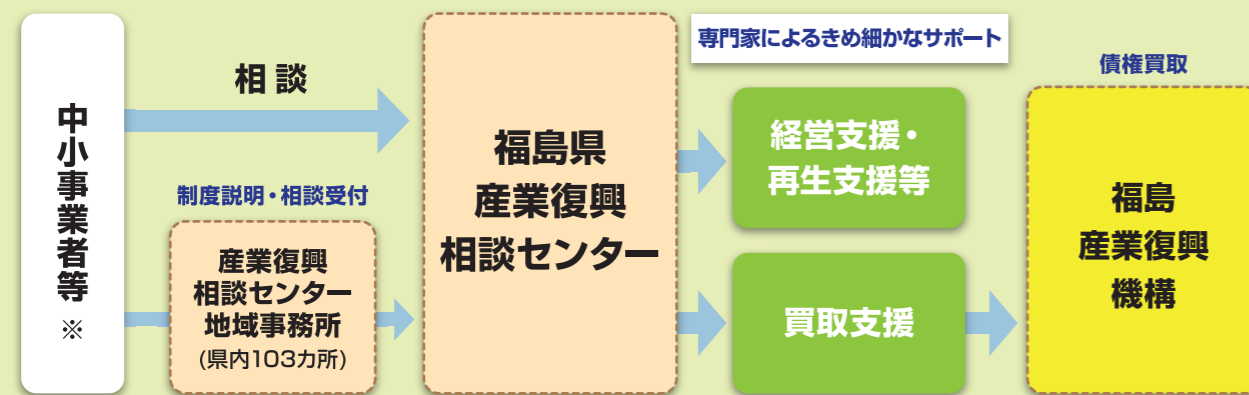 中小事業者等
※
相談
制度説明・相談受付
産業復興
相談センター
地域事務所
(県内103カ所)
福島県
産業復興
相談センター
専門家によるきめ細かなサポート
経営支援・
再生支援等
買取支援
債権買取
福島
産業復興
機構